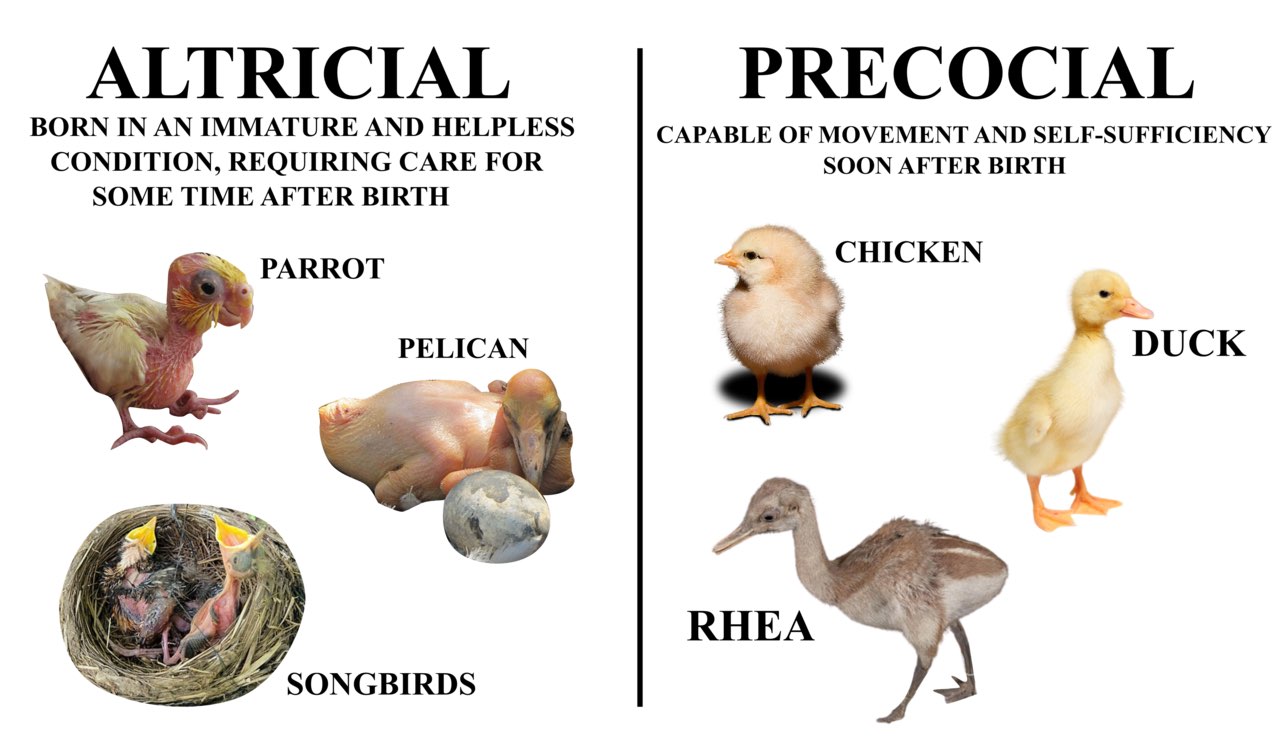 ALTRICIAL
BORN IN AN IMMATURE AND HELPLESS
CONDITION, REQUIRING CARE FOR
SOME TIME AFTER BIRTH
PARROT
PELICAN
SONGBIRDS
PRECOCIAL
CAPABLE OF MOVEMENT AND SELF-SUFFICIENCY
SOON AFTER BIRTH
CHICKEN
DUCK
RHEA